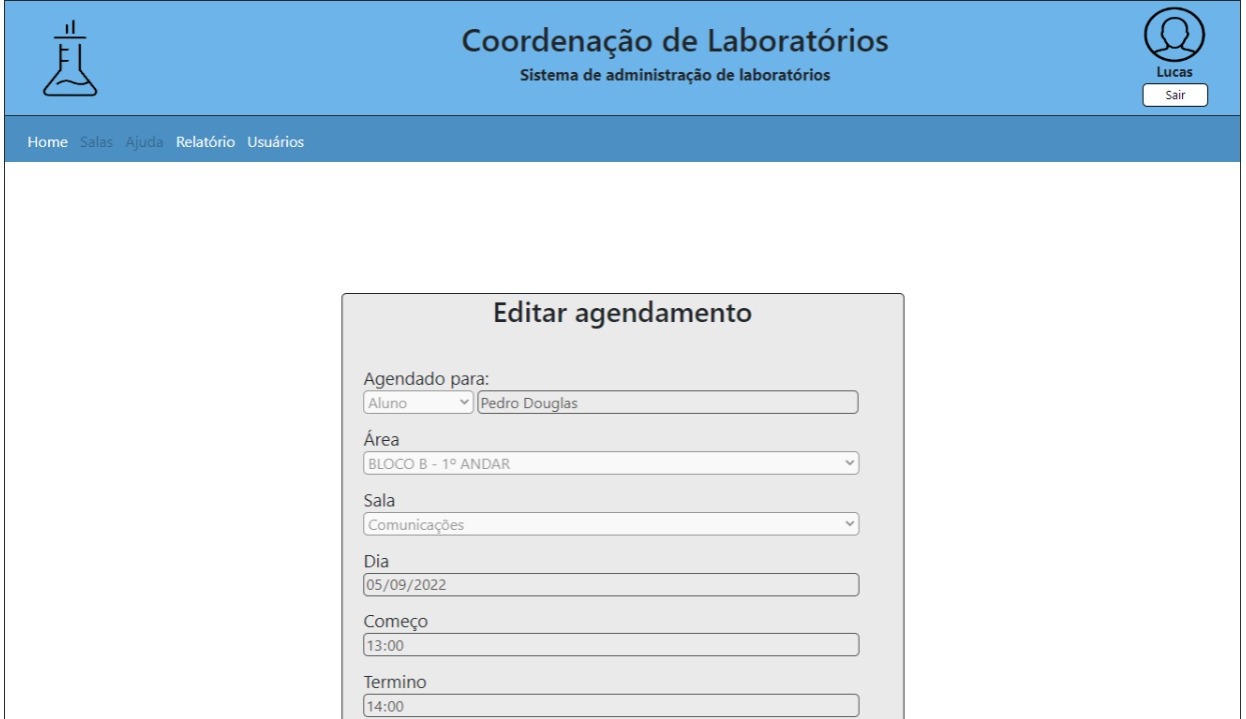 Coordenação de Laboratórios
Sistema de administração de laboratórios
Lucas
Sair
Home Salas Ajuda Relatório Usuários
Editar agendamento
Agendado para:
Aluno Pedro Douglas
Área
BLOCO B - 1º ANDAR
Sala
Comunicações
Dia
05/09/2022
Começo
13:00
Termino
14:00